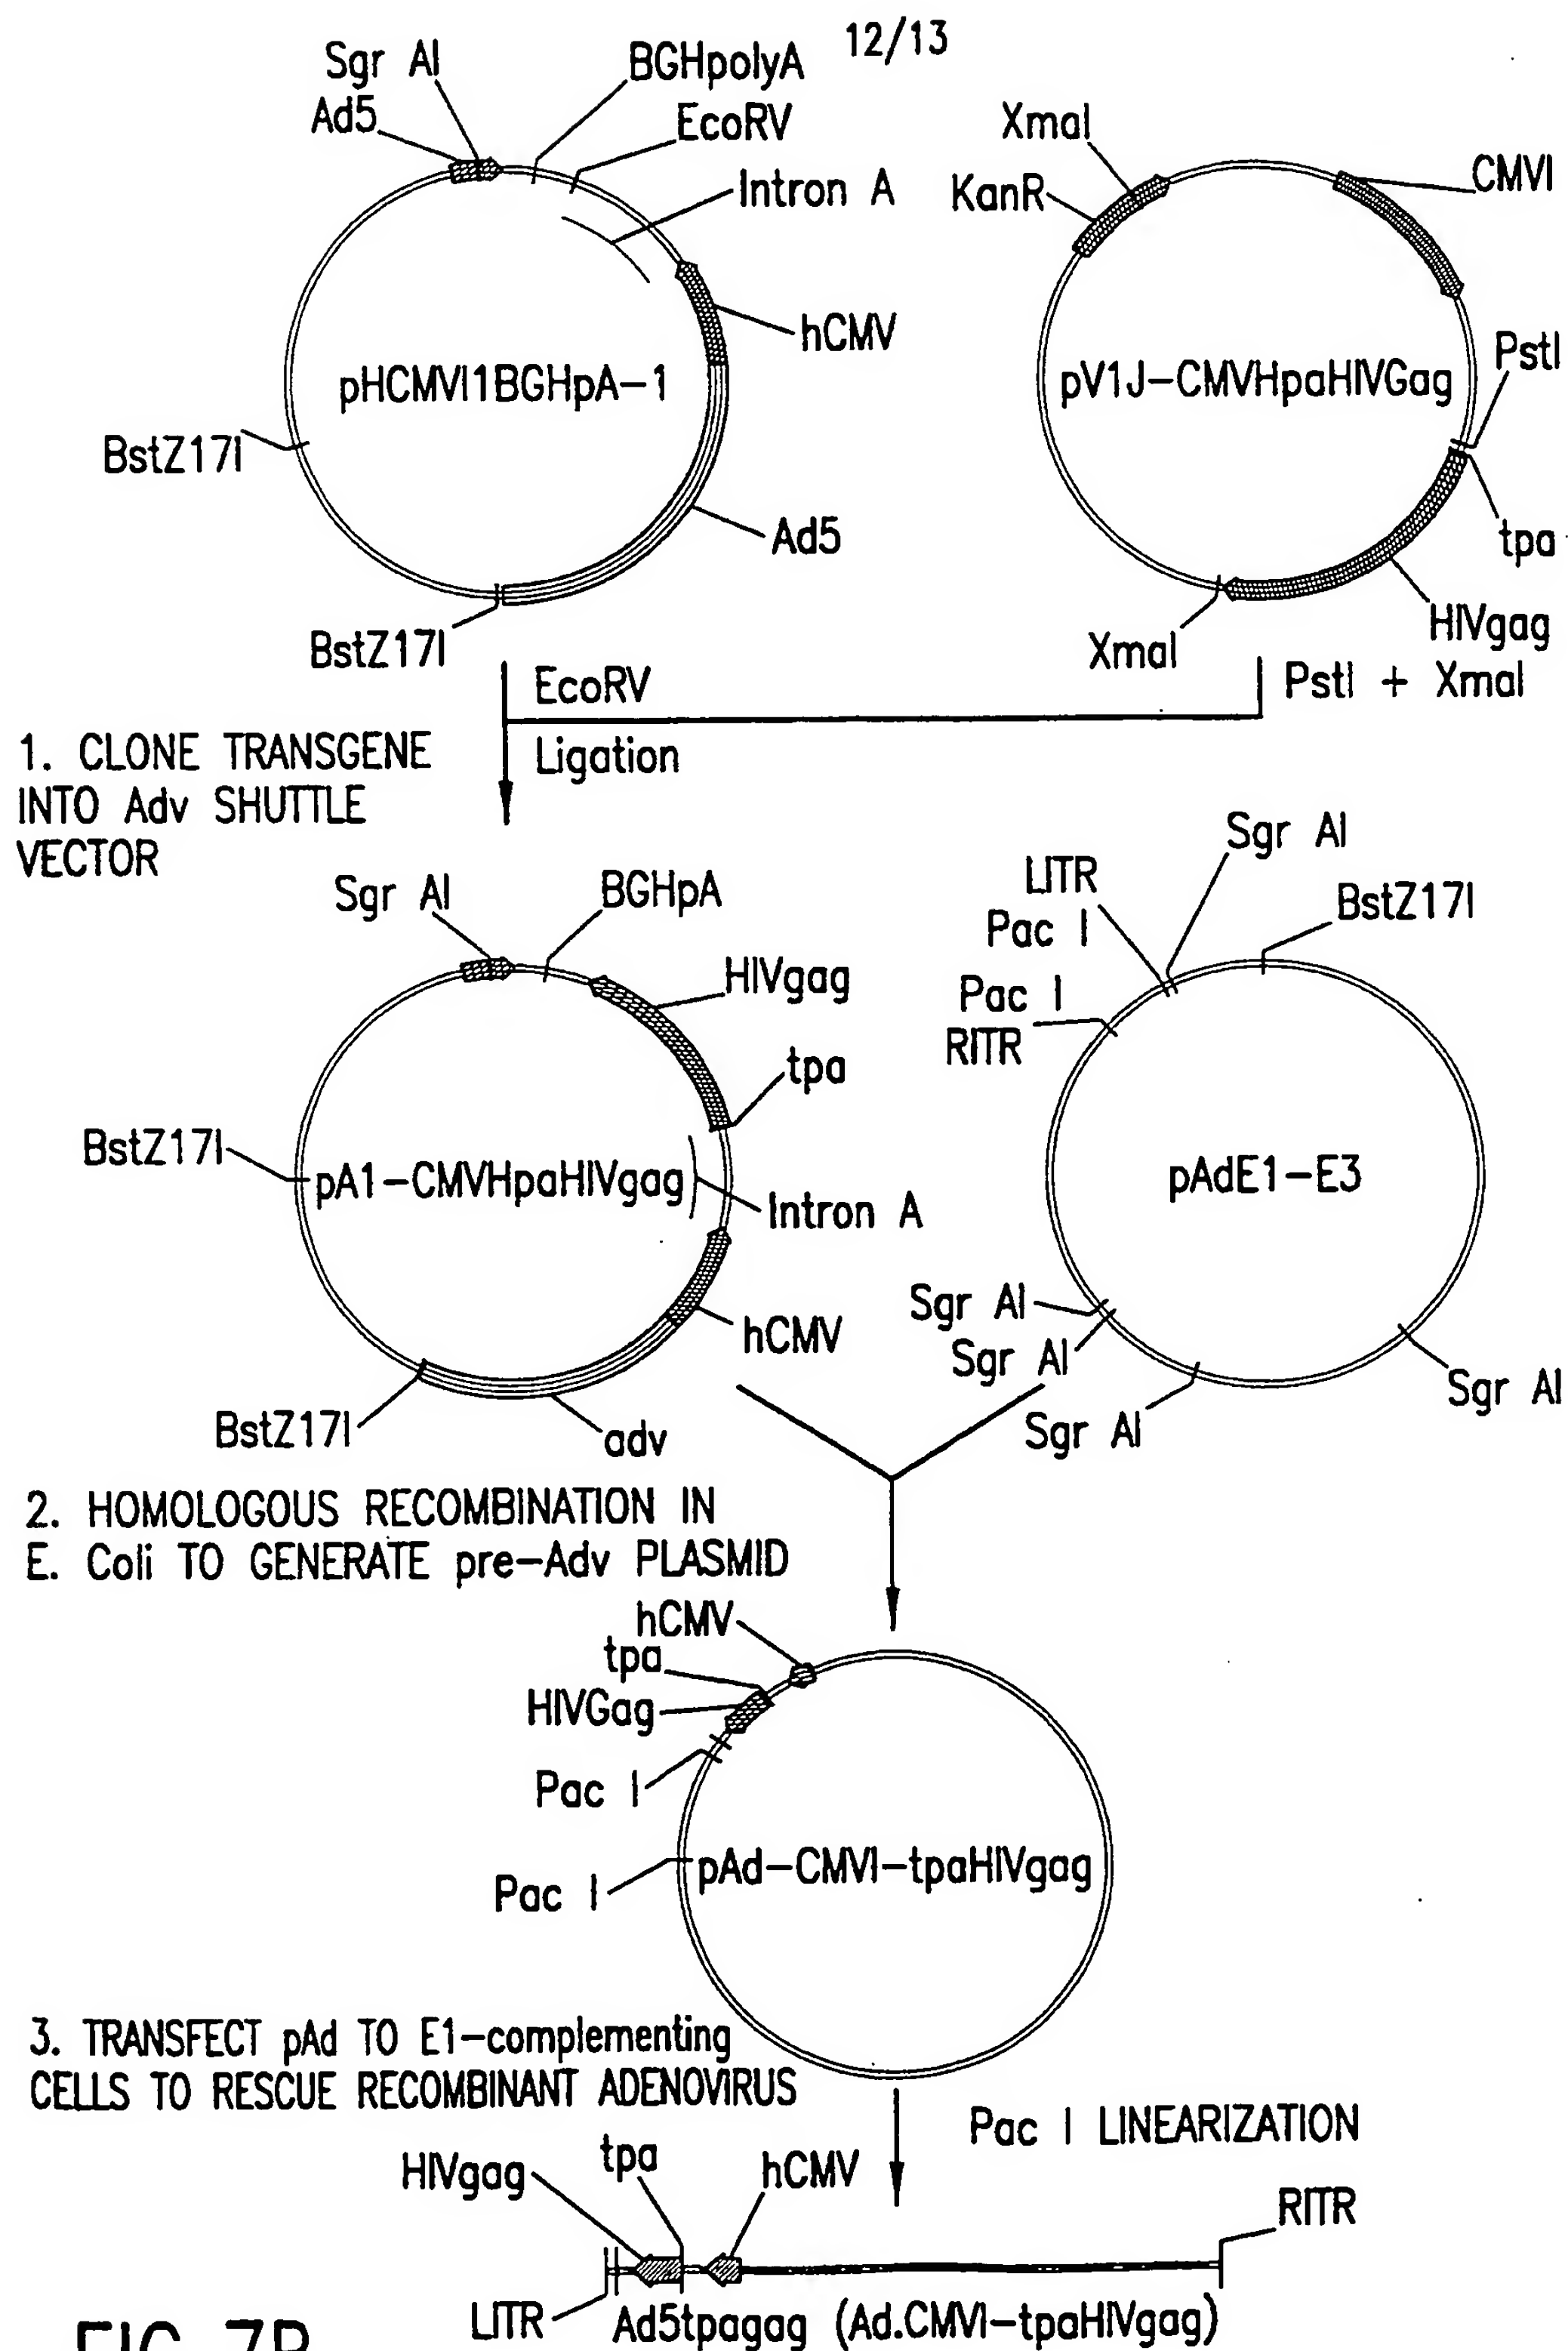 12/13
Sgr AI
BGHpolyA
Ad5
EcoRV
Intron A
hCMV
pHCMVI1BGHpA-1
BstZ17I
Ad5
BstZ17I
XmaI
CMVI
KanR
PstI
pV1J-CMVHpaHIVGag
tpa
HIVgag
XmaI
EcoRV
PstI + XmaI
Ligation
1. CLONE TRANSGENE
INTO Adv SHUTTLE
VECTOR
Sgr AI
BGHpA
HIVgag
tpa
BstZ17I
pA1-CMVHpaHIVgag
Intron A
hCMV
BstZ17I
adv
Sgr AI
LITR
Pac I
BstZ17I
Pac I
RITR
pAdE1-E3
Sgr AI
Sgr AI
Sgr AI
Sgr AI
2. HOMOLOGOUS RECOMBINATION IN
E. Coli TO GENERATE pre-Adv PLASMID
hCMV
tpa
HIVGag
Pac I
pAd-CMVI-tpaHIVgag
Pac I
3. TRANSFECT pAd TO E1-complementing
CELLS TO RESCUE RECOMBINANT ADENOVIRUS
Pac I LINEARIZATION
HIVgag
tpa
hCMV
RITR
LITR
Ad5tpagag (Ad.CMVI-tpaHIVgag)
FIG. 7B